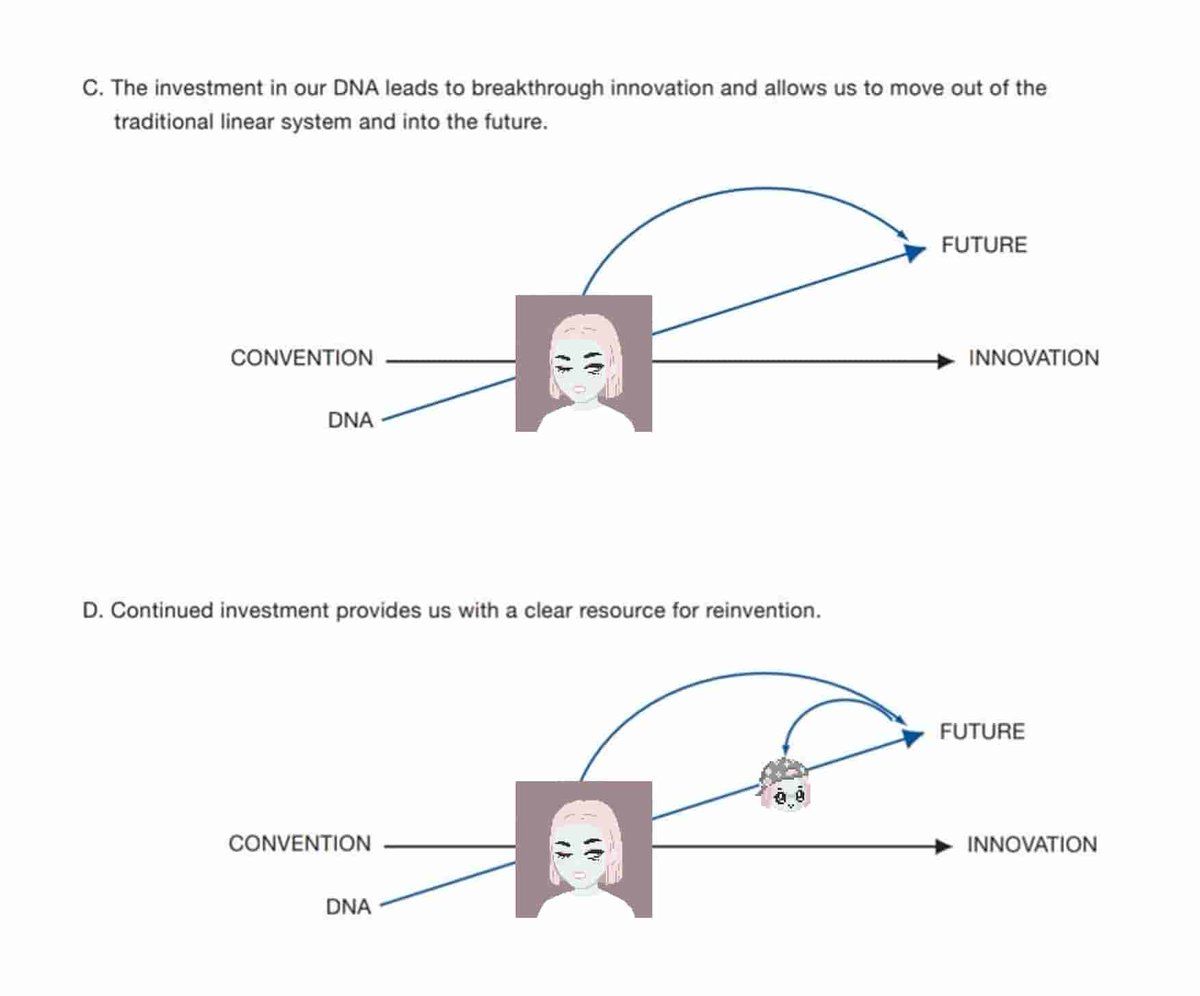 C. The investment in our DNA leads to breakthrough innovation and allows us to move out of the
traditional linear system and into the future.
FUTURE
CONVENTION
INNOVATION
DNA
D. Continued investment provides us with a clear resource for reinvention.
FUTURE
CONVENTION
INNOVATION
DNA